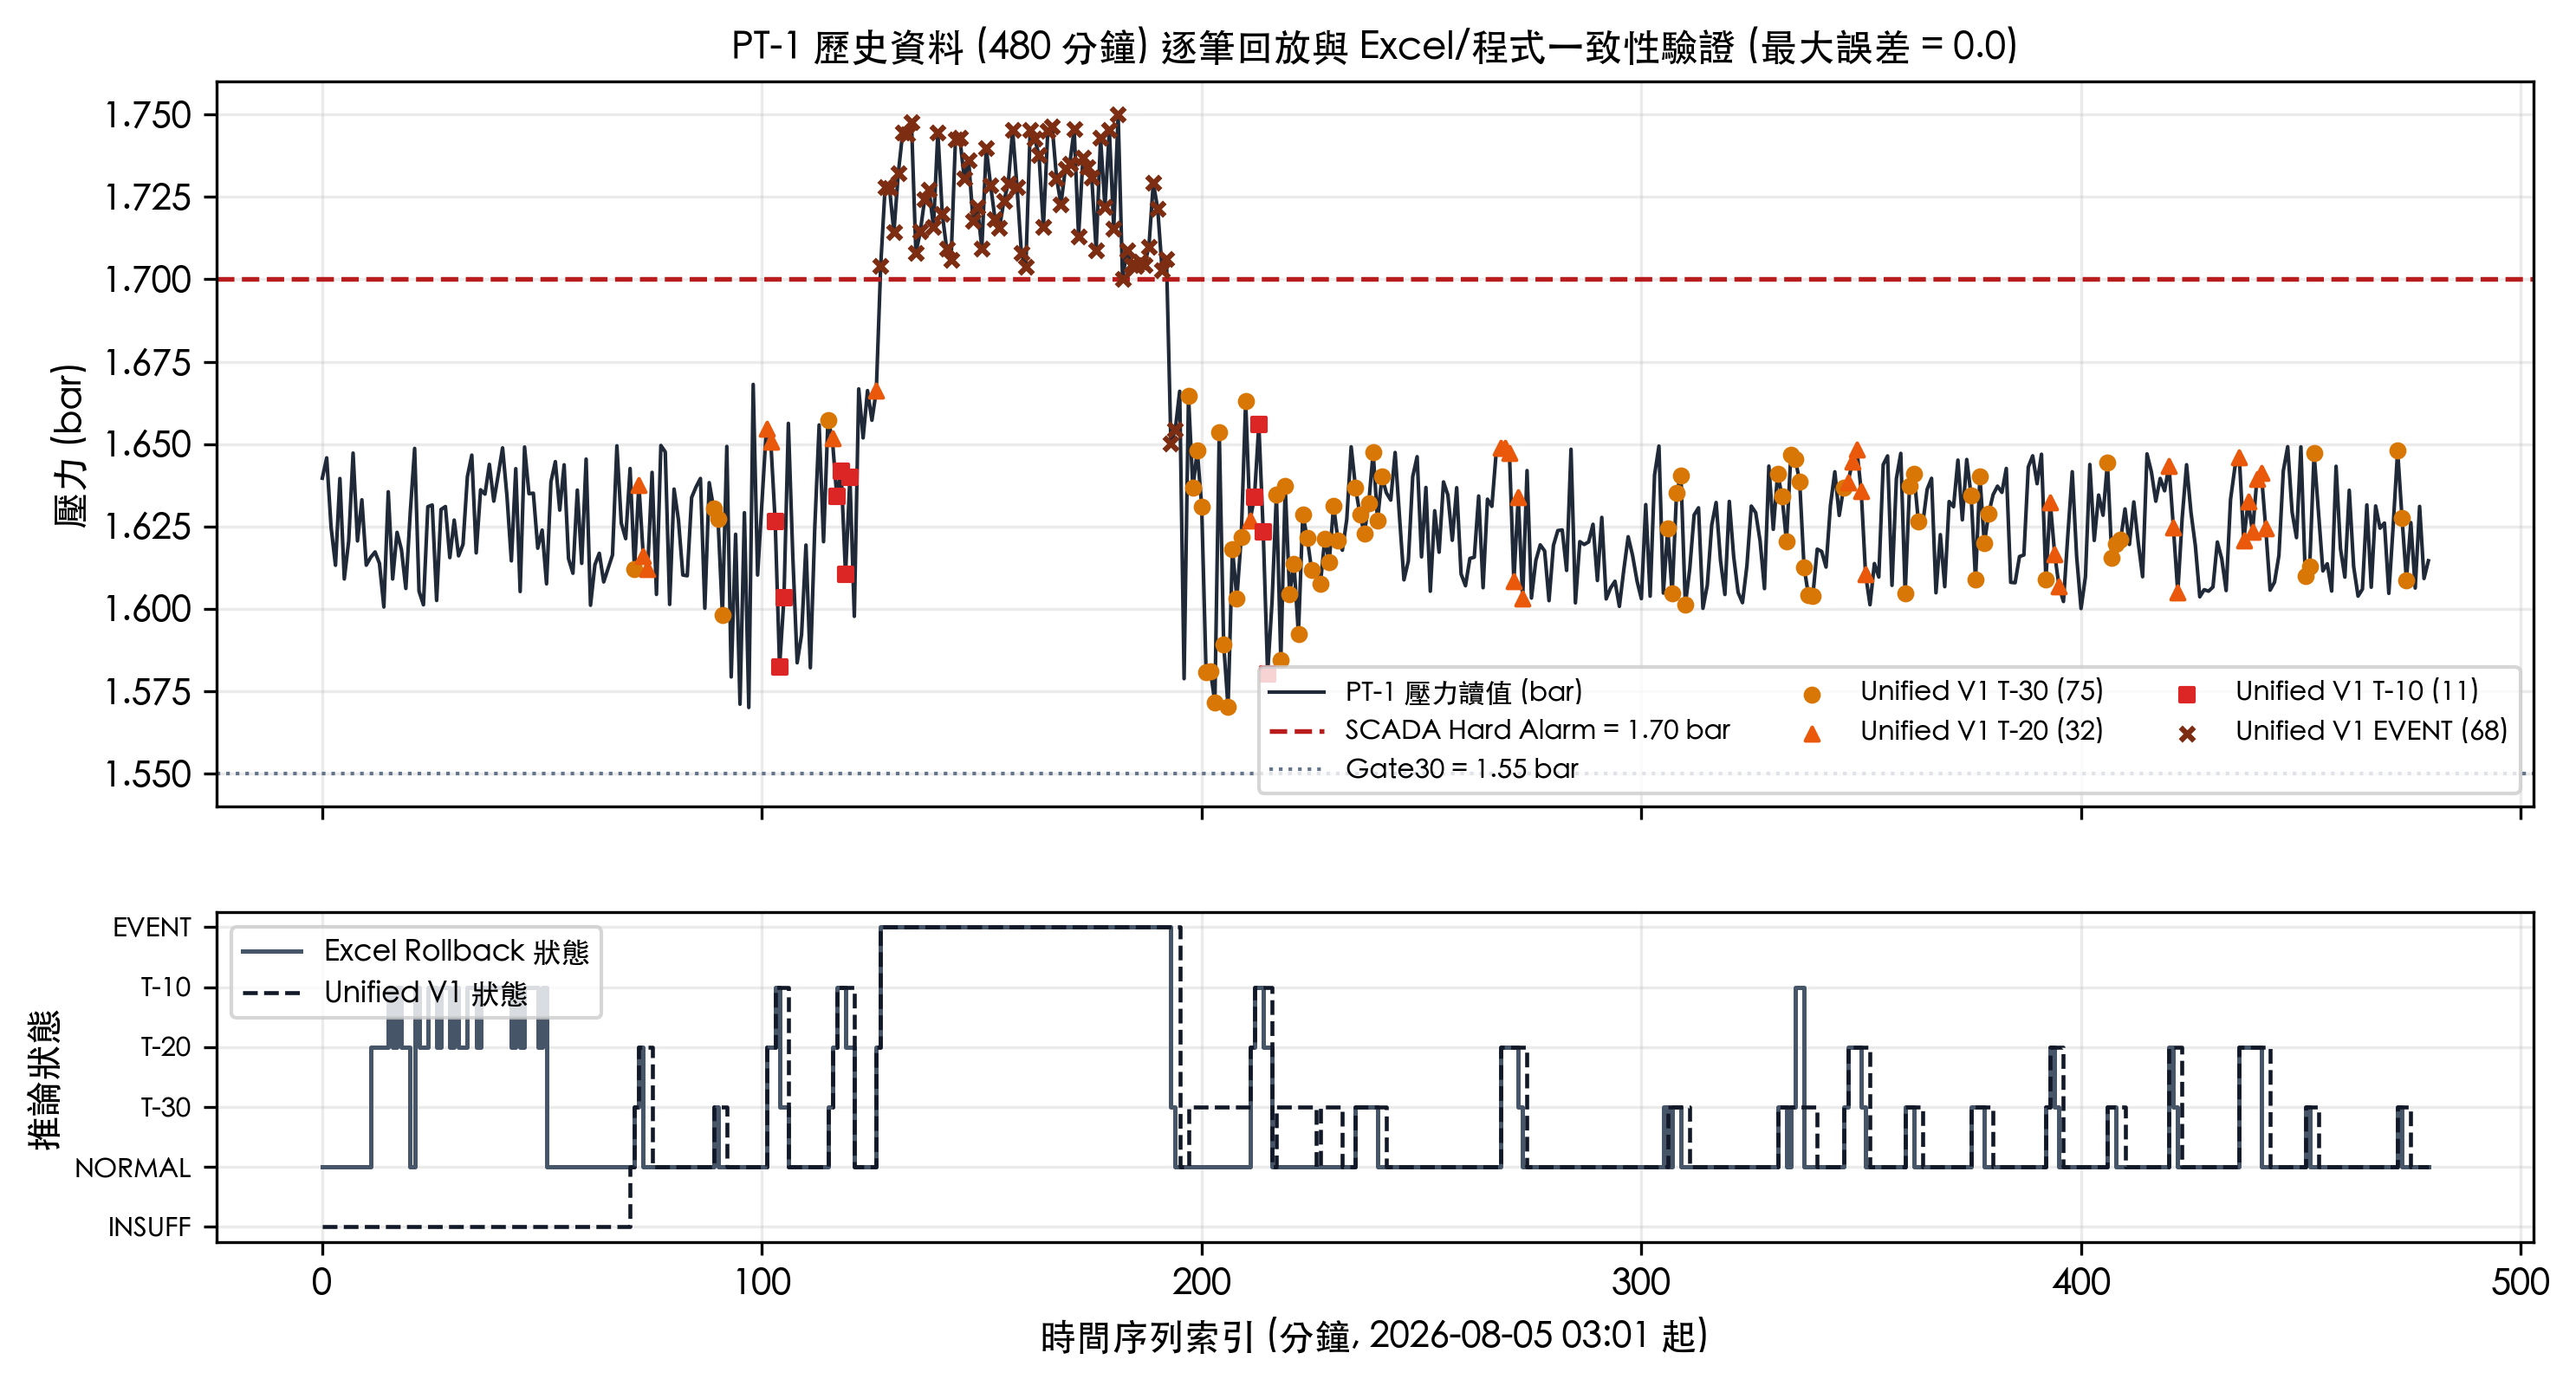 PT-1 歷史資料 (480 分鐘) 逐筆回放與 Excel/程式一致性驗證 (最大誤差 = 0.0)
壓力 (bar)
1.750
1.725
1.700
1.675
1.650
1.625
1.600
1.575
1.550
PT-1 壓力讀值 (bar)
SCADA Hard Alarm = 1.70 bar
Gate30 = 1.55 bar
Unified V1 T-30 (75)
Unified V1 T-20 (32)
Unified V1 T-10 (11)
Unified V1 EVENT (68)
推論狀態
EVENT
T-10
T-20
T-30
NORMAL
INSUFF
Excel Rollback 狀態
Unified V1 狀態
0
100
200
300
400
500
時間序列索引 (分鐘, 2026-08-05 03:01 起)